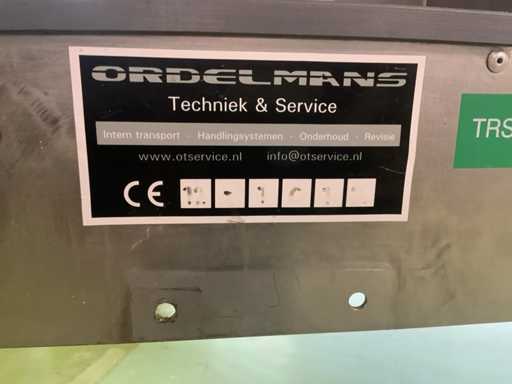 ORDELMANS
Techniek & Service
Intern transport - Handlingsystemen - Onderhoud - Revisie
www.otservice.nl info@otservice.nl
CE
TRS